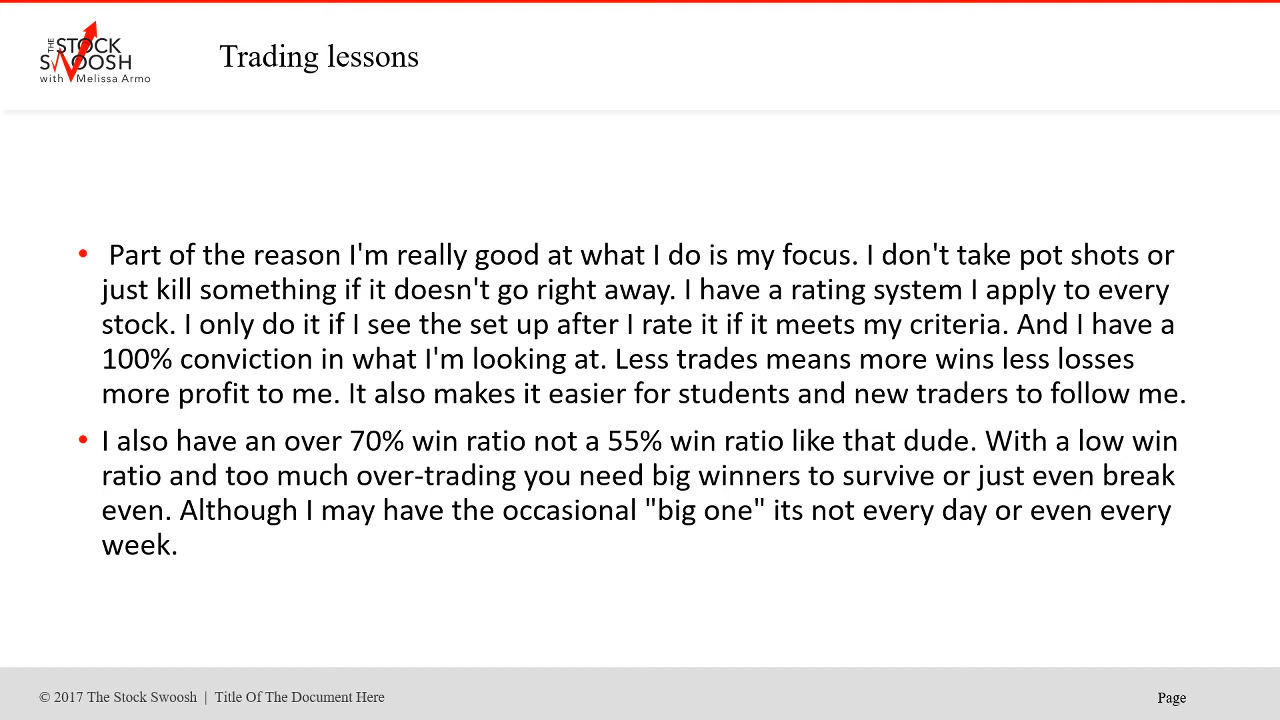 THE
STOCK
SWOOSH
with Melissa Armo
Trading lessons
• Part of the reason I'm really good at what I do is my focus. I don't take pot shots or
just kill something if it doesn't go right away. I have a rating system I apply to every
stock. I only do it if I see the set up after I rate it if it meets my criteria. And I have a
100% conviction in what I'm looking at. Less trades means more wins less losses
more profit to me. It also makes it easier for students and new traders to follow me.
• I also have an over 70% win ratio not a 55% win ratio like that dude. With a low win
ratio and too much over-trading you need big winners to survive or just even break
even. Although I may have the occasional "big one" its not every day or even every
week.
© 2017 The Stock Swoosh | Title Of The Document Here
Page